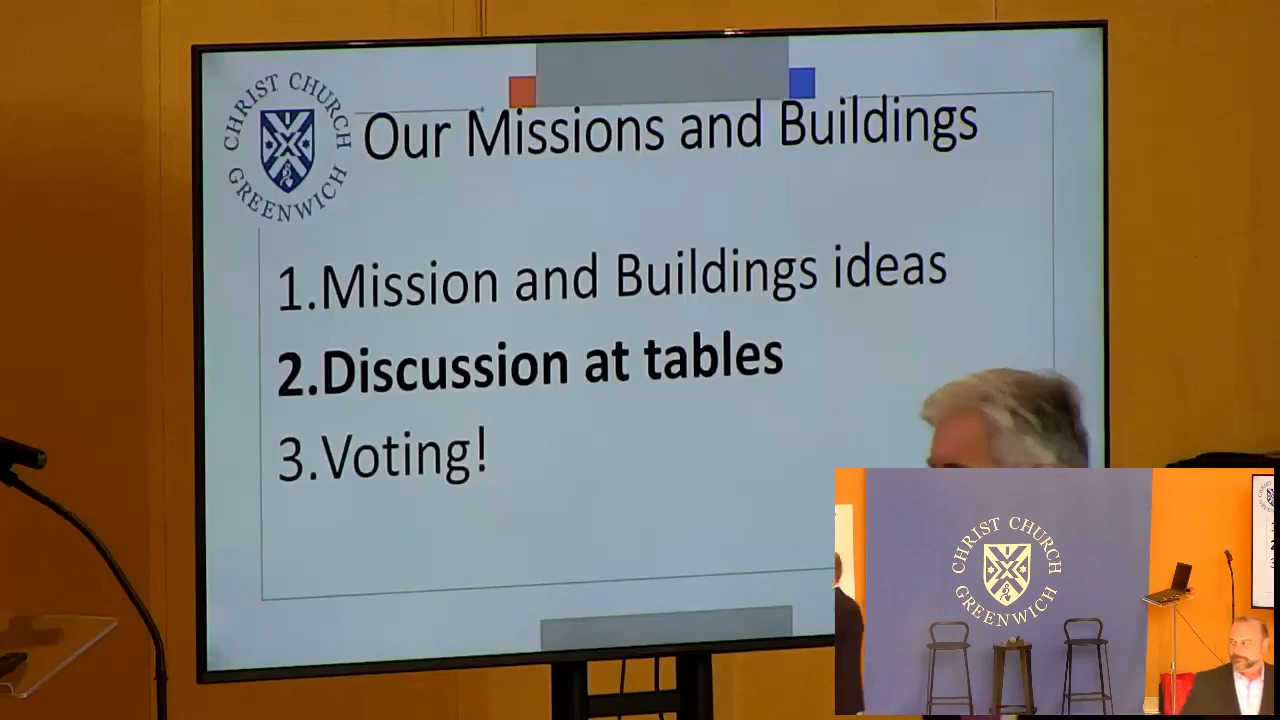 CHRIST CHURCH
GREENWICH
Our Missions and Buildings
1.Mission and Buildings ideas
2.Discussion at tables
3.Voting!
CHRIST CHURCH
GREENWICH